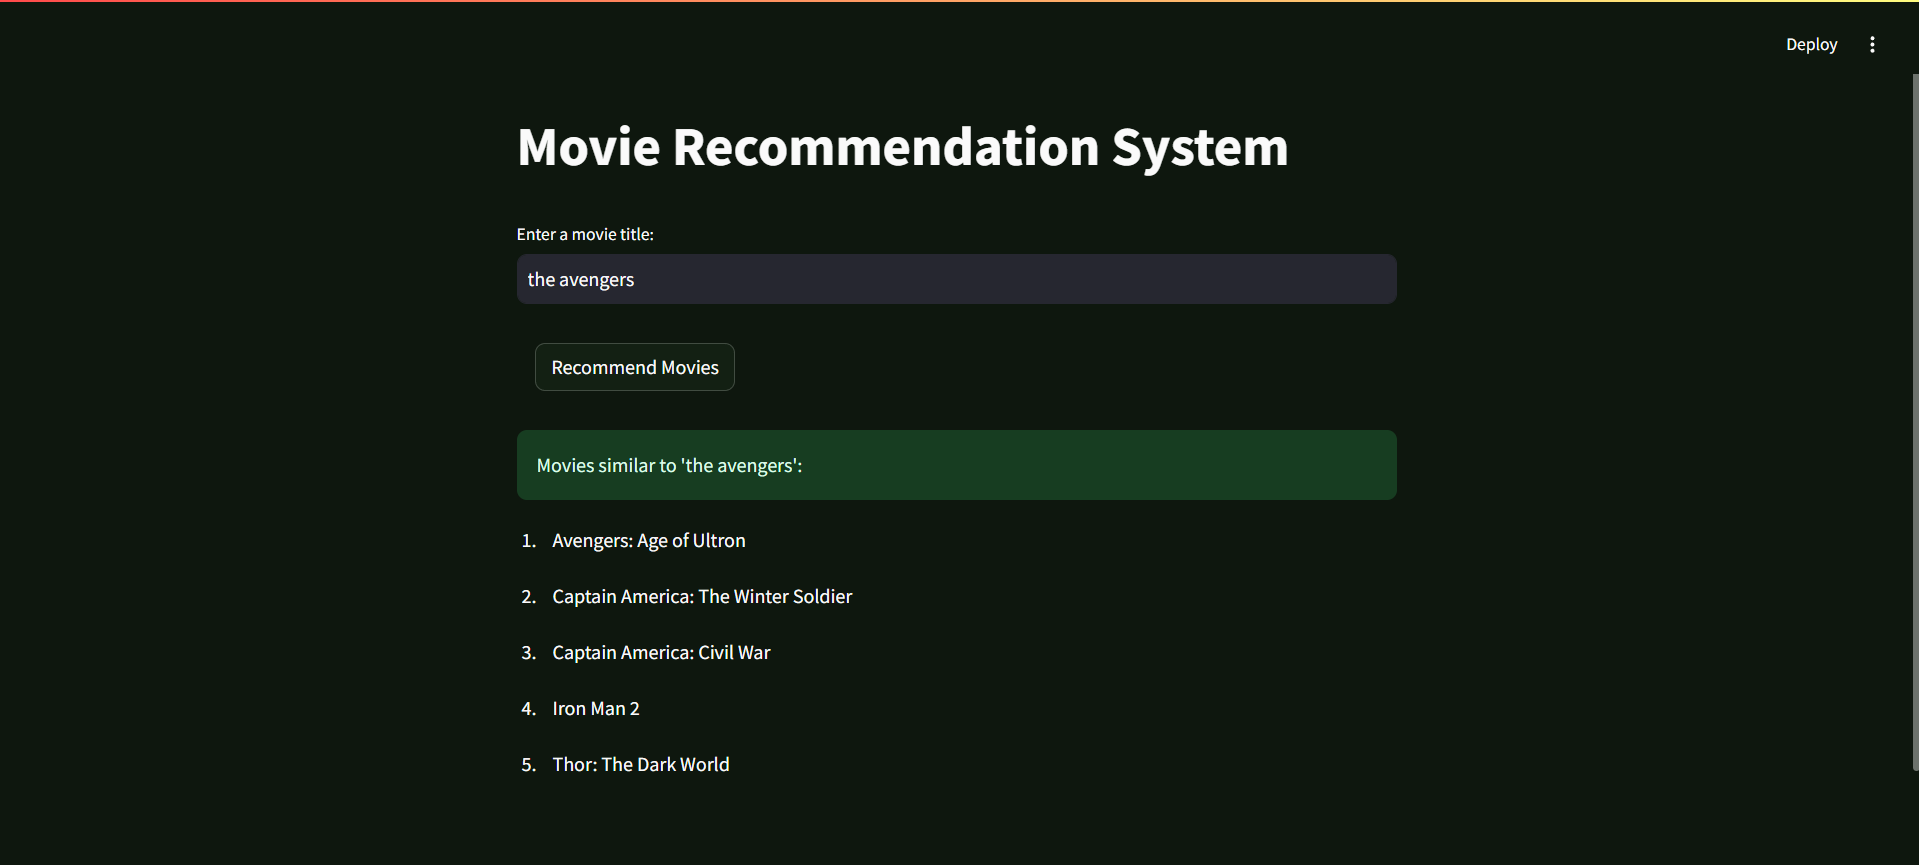 Deploy
Movie Recommendation System
Enter a movie title:
the avengers
Recommend Movies
Movies similar to 'the avengers':
1. Avengers: Age of Ultron
2. Captain America: The Winter Soldier
3. Captain America: Civil War
4. Iron Man 2
5. Thor: The Dark World